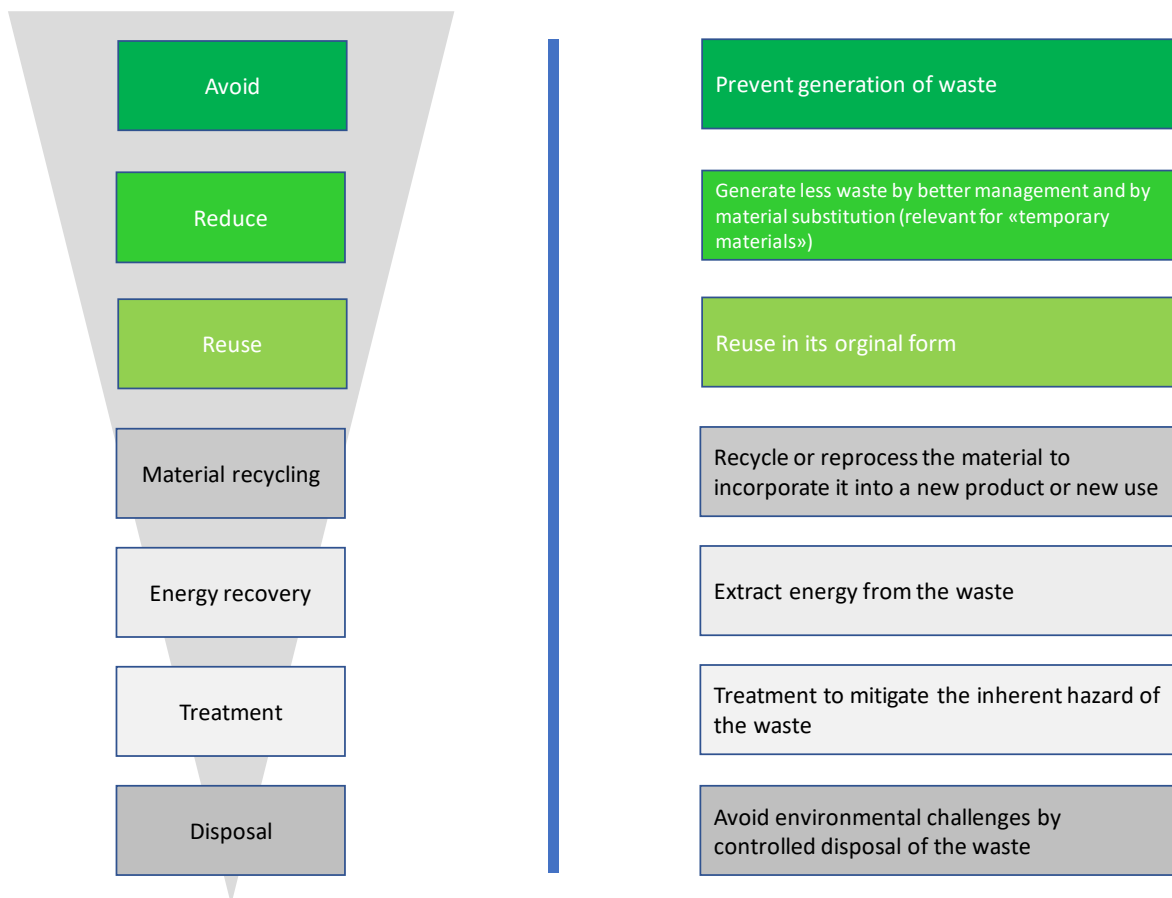 Avoid
Prevent generation of waste
Reduce
Generate less waste by better management and by
material substitution (relevant for «temporary
materials»)
Reuse
Reuse in its orginal form
Material recycling
Recycle or reprocess the material to
incorporate it into a new product or new use
Energy recovery
Extract energy from the waste
Treatment
Treatment to mitigate the inherent hazard of
the waste
Disposal
Avoid environmental challenges by
controlled disposal of the waste